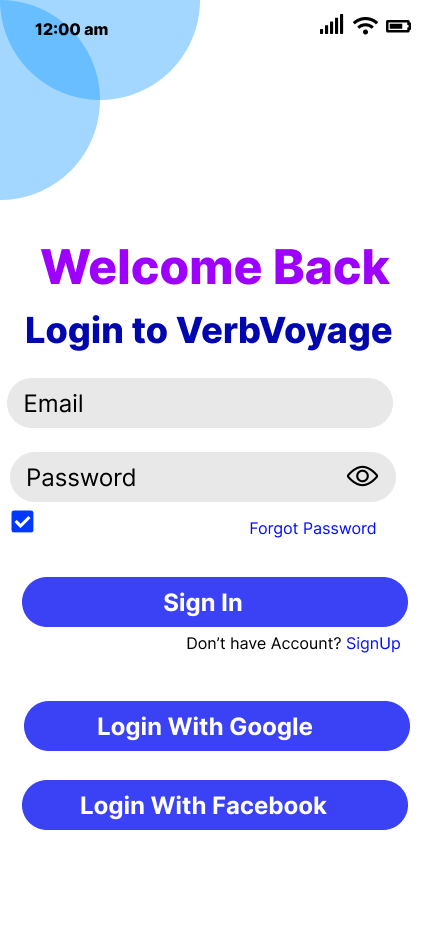 12:00 am
Welcome Back
Login to VerbVoyage
Email
Password
Forgot Password
Sign In
Don’t have Account? SignUp
Login With Google
Login With Facebook